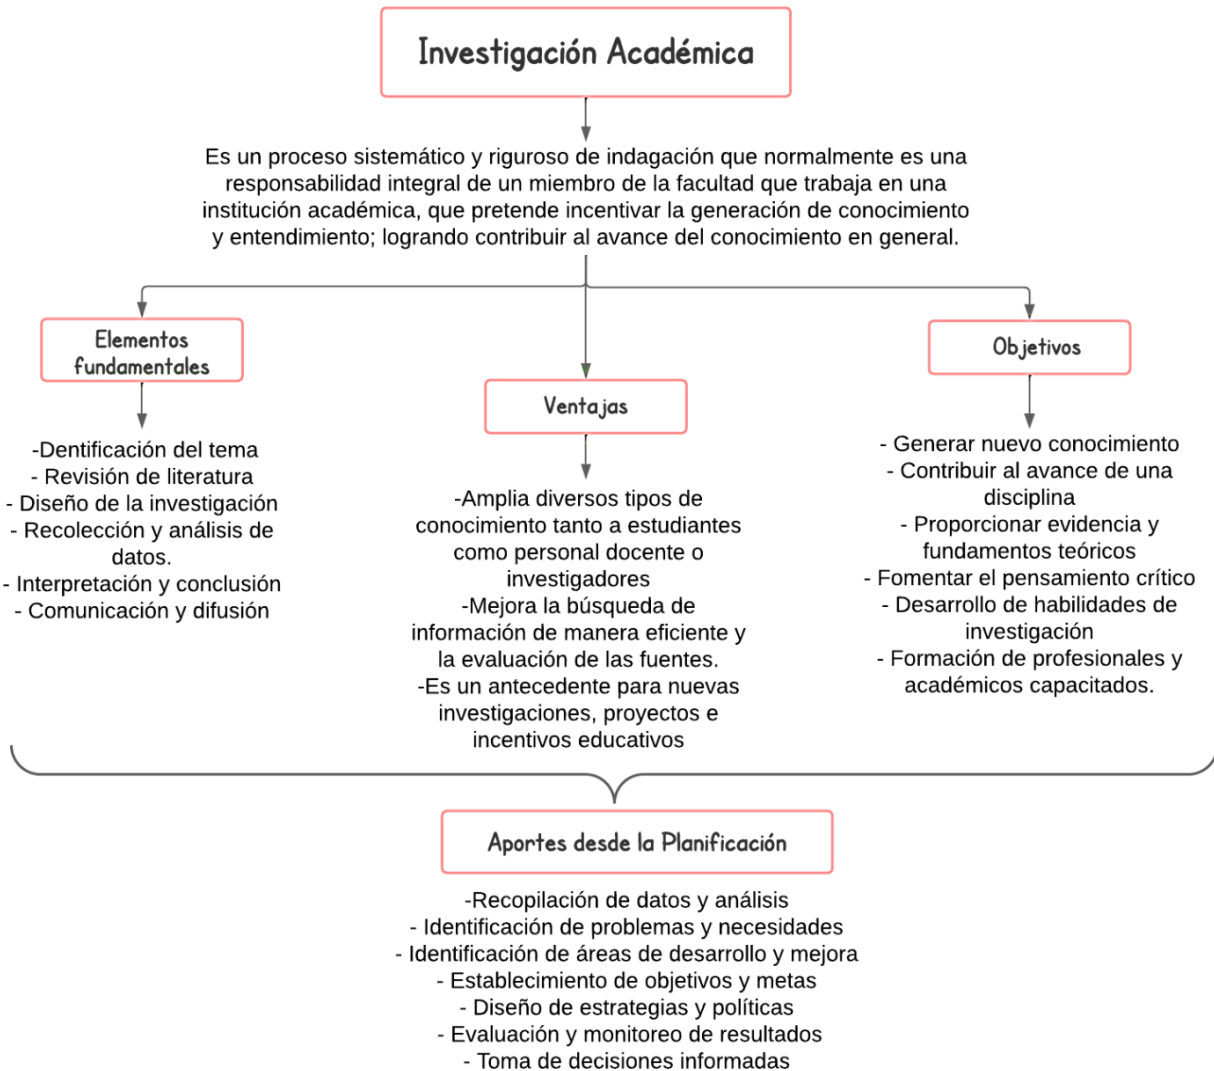 Investigación Académica
Es un proceso sistemático y riguroso de indagación que normalmente es una
responsabilidad integral de un miembro de la facultad que trabaja en una
institución académica, que pretende incentivar la generación de conocimiento
y entendimiento; logrando contribuir al avance del conocimiento en general.
Elementos
fundamentales
-Dentificación del tema
- Revisión de literatura
- Diseño de la investigación
- Recolección y análisis de
datos.
- Interpretación y conclusión
- Comunicación y difusión
Ventajas
-Amplia diversos tipos de
conocimiento tanto a estudiantes
como personal docente o
investigadores
-Mejora la búsqueda de
información de manera eficiente y
la evaluación de las fuentes.
-Es un antecedente para nuevas
investigaciones, proyectos e
incentivos educativos
Objetivos
- Generar nuevo conocimiento
- Contribuir al avance de una
disciplina
- Proporcionar evidencia y
fundamentos teóricos
- Fomentar el pensamiento crítico
- Desarrollo de habilidades de
investigación
- Formación de profesionales y
académicos capacitados.
Aportes desde la Planificación
-Recopilación de datos y análisis
- Identificación de problemas y necesidades
- Identificación de áreas de desarrollo y mejora
- Establecimiento de objetivos y metas
- Diseño de estrategias y políticas
- Evaluación y monitoreo de resultados
- Toma de decisiones informadas